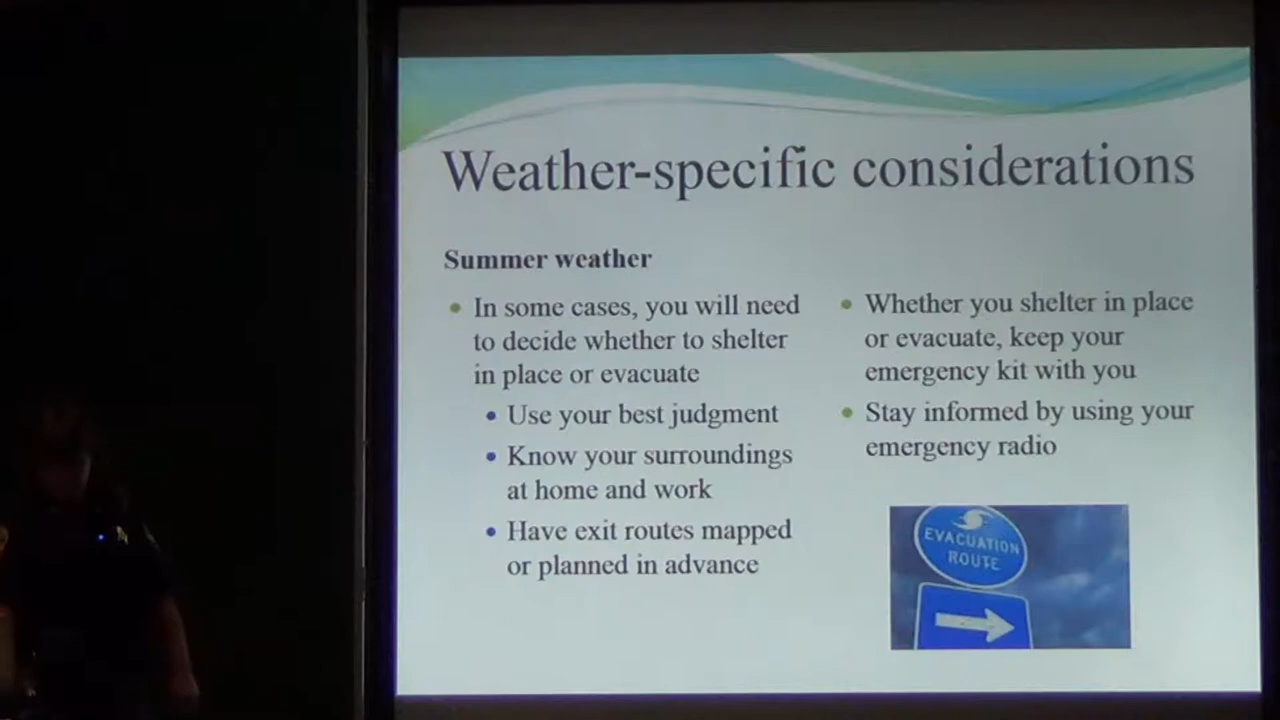 Weather-specific considerations
Summer weather
In some cases, you will need
to decide whether to shelter
in place or evacuate
Use your best judgment
Know your surroundings
at home and work
Have exit routes mapped
or planned in advance
Whether you shelter in place
or evacuate, keep your
emergency kit with you
Stay informed by using your
emergency radio
EVACUATION
ROUTE